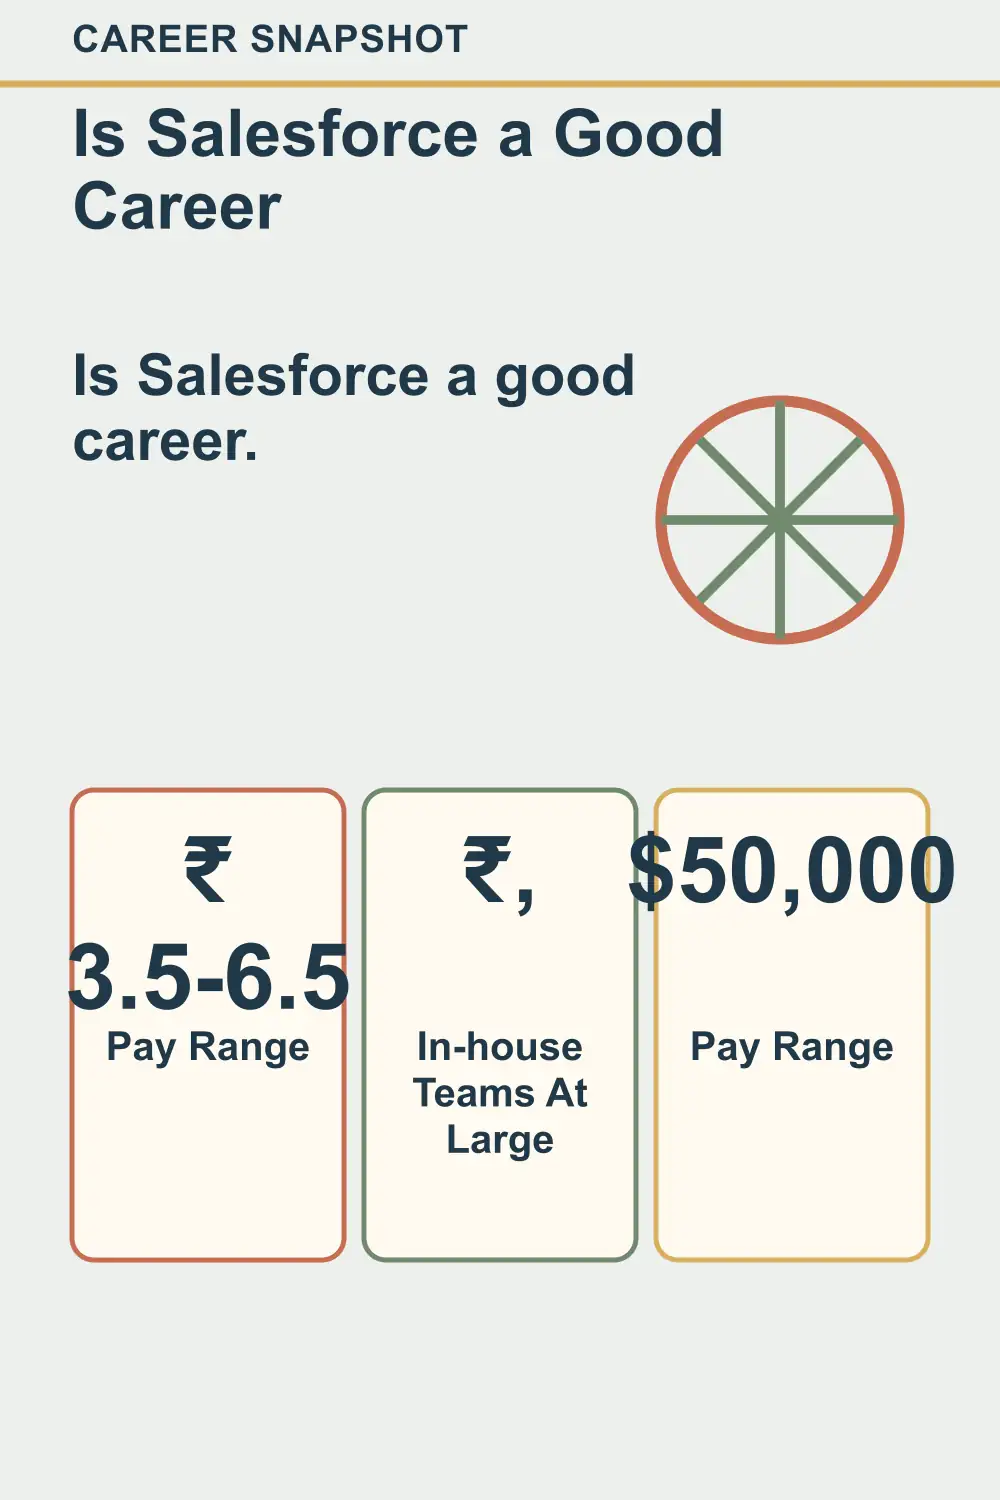 CAREER SNAPSHOT
Is Salesforce a Good
Career
Is Salesforce a good
career.
₹
3.5-6.5
Pay Range
₹,
In-house
Teams At
Large
$50,000
Pay Range